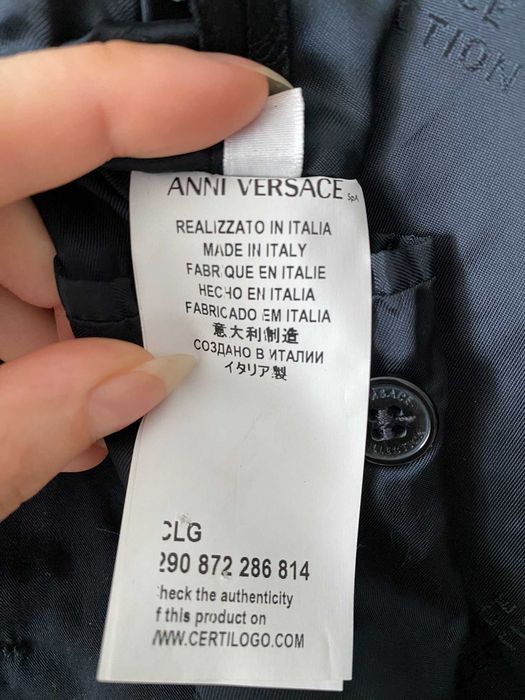 CE
TION
ANNI VERSACE SpA
REALIZZATO IN ITALIA
MADE IN ITALY
FABRIQUE EN ITALIE
HECHO EN ITALIA
FABRICADO EM ITALIA
意大利制造
СОЗДАНО В ИТАЛИИ
イタリア製
CLG
290 872 286 814
heck the authenticity
f this product on
WWW.CERTILOGO.COM